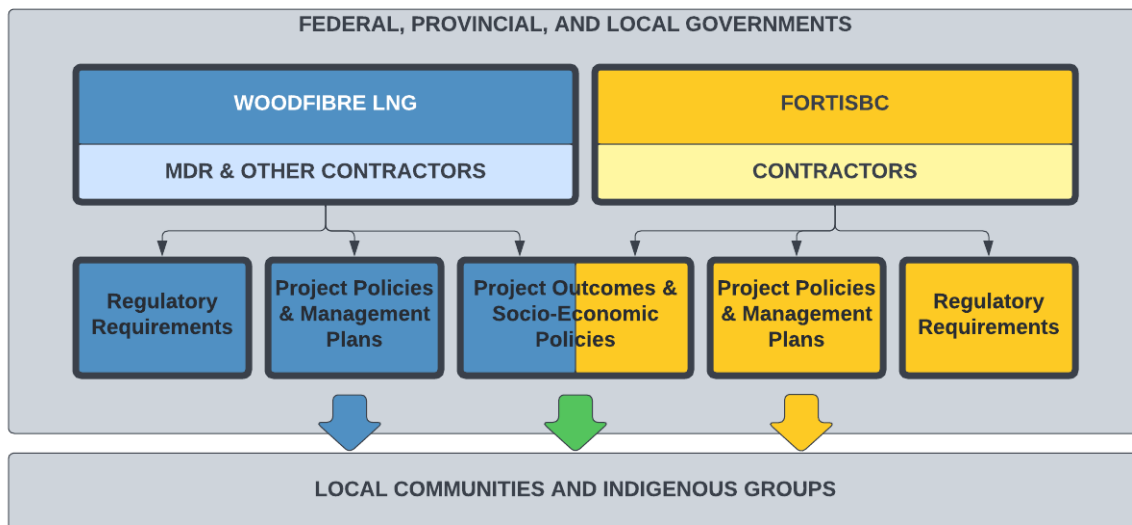 FEDERAL, PROVINCIAL, AND LOCAL GOVERNMENTS
WOODFIBRE LNG
MDR & OTHER CONTRACTORS
FORTISBC
CONTRACTORS
Regulatory
Requirements
Project Policies
& Management
Plans
Project Outcomes &
Socio-Economic
Policies
Project Policies
& Management
Plans
Regulatory
Requirements
LOCAL COMMUNITIES AND INDIGENOUS GROUPS